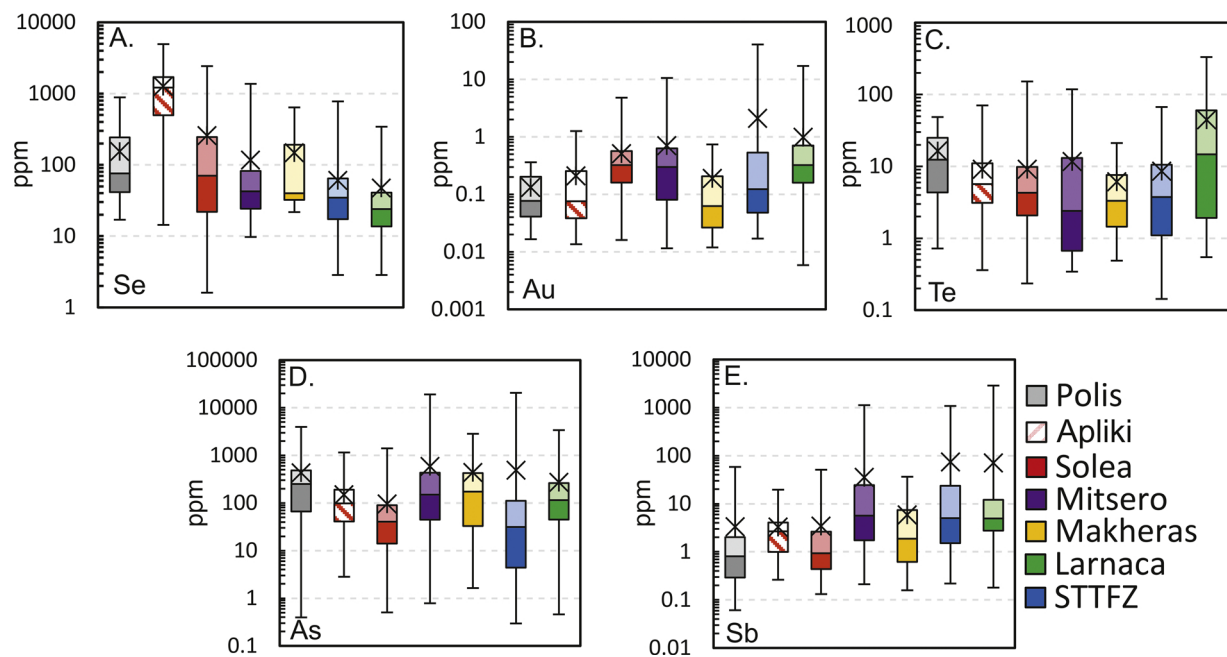 A.
10000
1000
100
10
1
ppm
Se
B.
100
10
1
0.1
0.01
0.001
ppm
Au
C.
1000
100
10
1
0.1
ppm
Te
D.
100000
10000
1000
100
10
1
0.1
ppm
As
E.
10000
1000
100
10
1
0.1
0.01
ppm
Sb
Polis
Apliki
Solea
Mitsero
Makheras
Larnaca
STTFZ